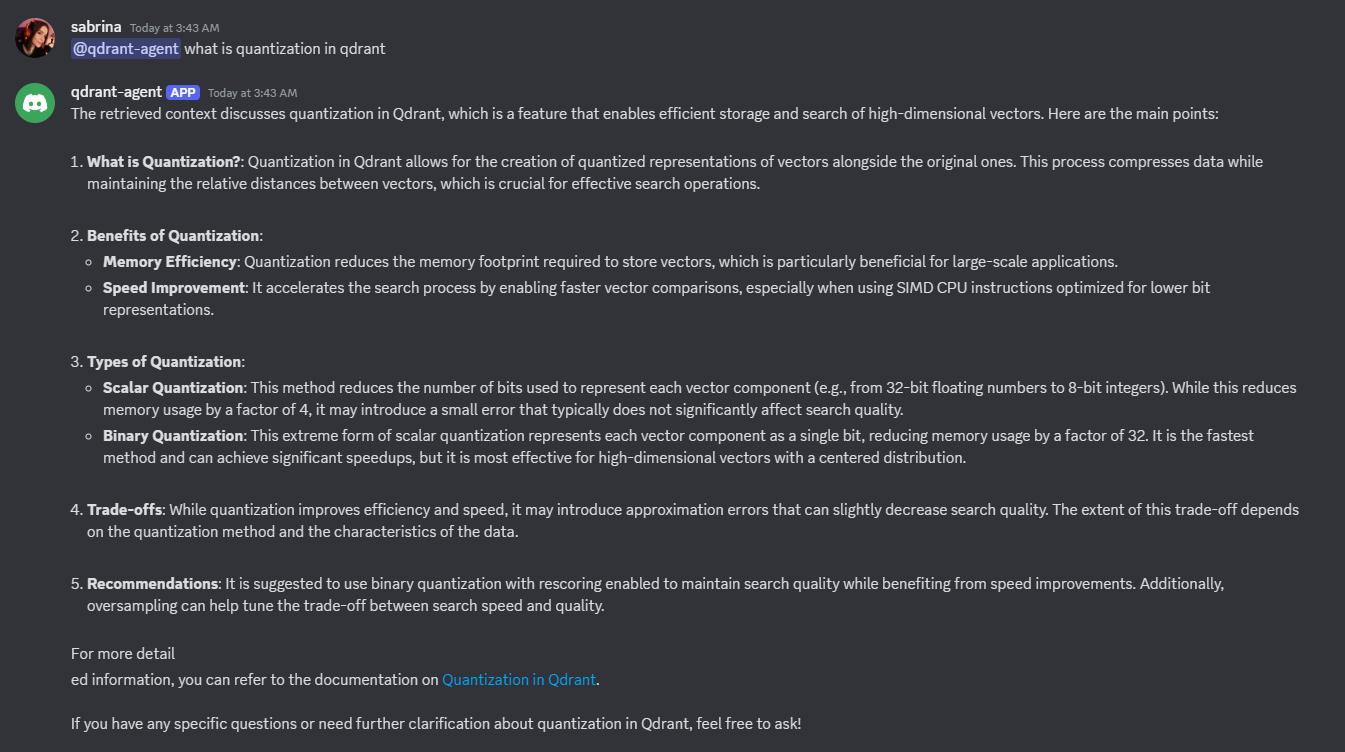 sabrina Today at 3:43 AM
@qdrant-agent what is quantization in qdrant
qdrant-agent APP Today at 3:43 AM
The retrieved context discusses quantization in Qdrant, which is a feature that enables efficient storage and search of high-dimensional vectors. Here are the main points:
1. What is Quantization?: Quantization in Qdrant allows for the creation of quantized representations of vectors alongside the original ones. This process compresses data while
maintaining the relative distances between vectors, which is crucial for effective search operations.
2. Benefits of Quantization:
◦ Memory Efficiency: Quantization reduces the memory footprint required to store vectors, which is particularly beneficial for large-scale applications.
◦ Speed Improvement: It accelerates the search process by enabling faster vector comparisons, especially when using SIMD CPU instructions optimized for lower bit
representations.
3. Types of Quantization:
◦ Scalar Quantization: This method reduces the number of bits used to represent each vector component (e.g., from 32-bit floating numbers to 8-bit integers). While this reduces
memory usage by a factor of 4, it may introduce a small error that typically does not significantly affect search quality.
◦ Binary Quantization: This extreme form of scalar quantization represents each vector component as a single bit, reducing memory usage by a factor of 32. It is the fastest
method and can achieve significant speedups, but it is most effective for high-dimensional vectors with a centered distribution.
4. Trade-offs: While quantization improves efficiency and speed, it may introduce approximation errors that can slightly decrease search quality. The extent of this trade-off depends
on the quantization method and the characteristics of the data.
5. Recommendations: It is suggested to use binary quantization with rescoring enabled to maintain search quality while benefiting from speed improvements. Additionally,
oversampling can help tune the trade-off between search speed and quality.
For more detail
ed information, you can refer to the documentation on Quantization in Qdrant.
If you have any specific questions or need further clarification about quantization in Qdrant, feel free to ask!